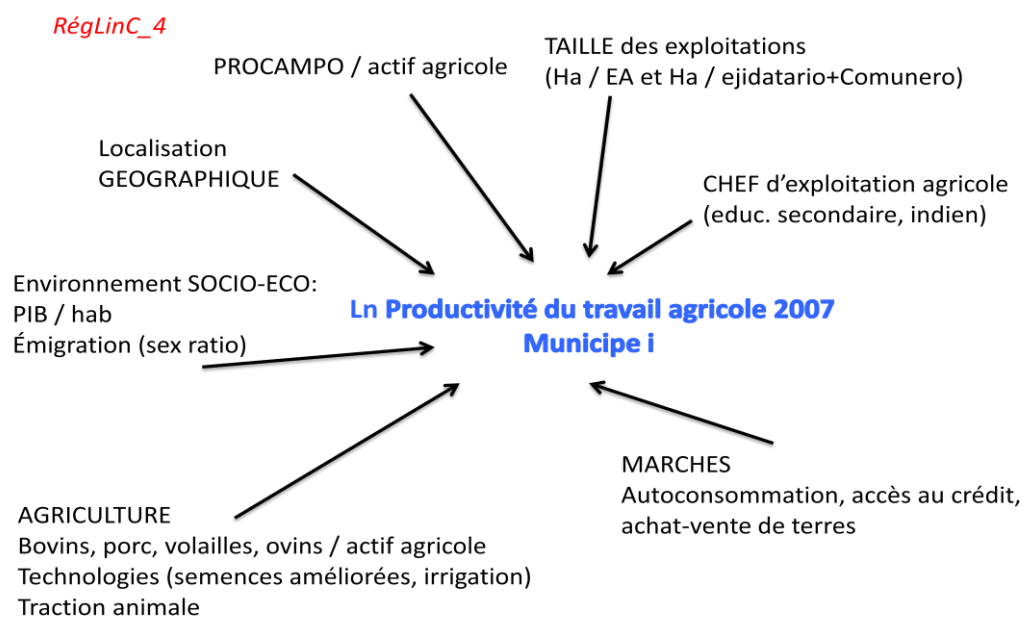 RégLinC_4
PROCAMPO / actif agricole
TAILLE des exploitations
(Ha / EA et Ha / ejidatario+Comunero)
Localisation
GEOGRAPHIQUE
CHEF d'exploitation agricole
(educ. secondaire, indien)
Environnement SOCIO-ECO:
PIB / hab
Émigration (sex ratio)
Ln Productivité du travail agricole 2007
Municipe i
MARCHES
Autoconsommation, accès au crédit,
achat-vente de terres
AGRICULTURE
Bovins, porc, volailles, ovins / actif agricole
Technologies (semences améliorées, irrigation)
Traction animale